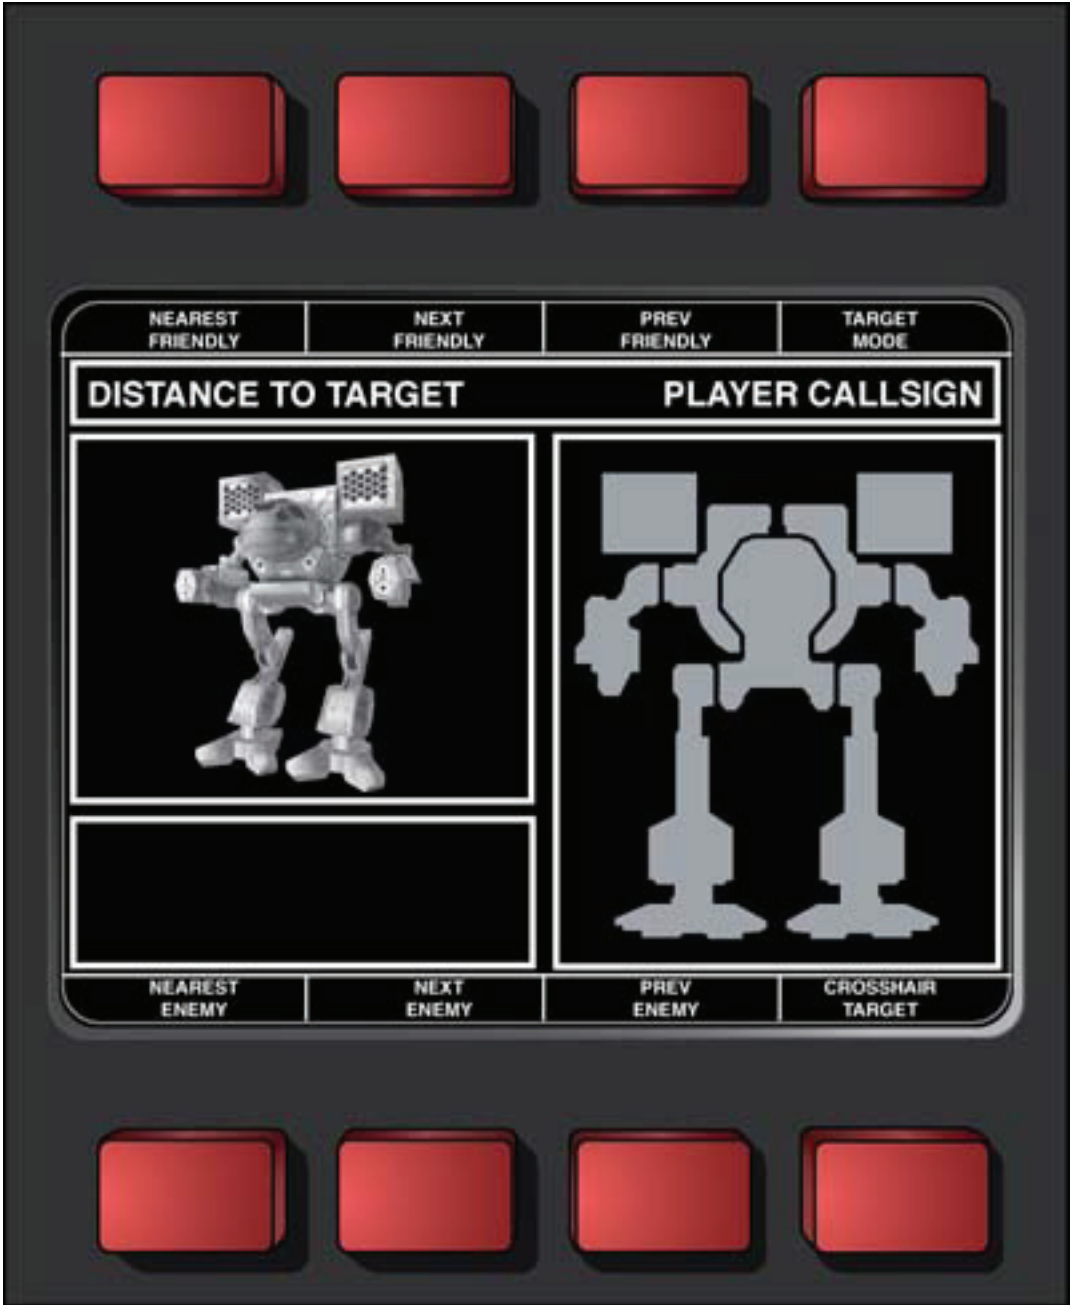 NEAREST
FRIENDLY
NEXT
FRIENDLY
PREV
FRIENDLY
TARGET
MODE
DISTANCE TO TARGET
PLAYER CALLSIGN
NEAREST
ENEMY
NEXT
ENEMY
PREV
ENEMY
CROSSHAIR
TARGET